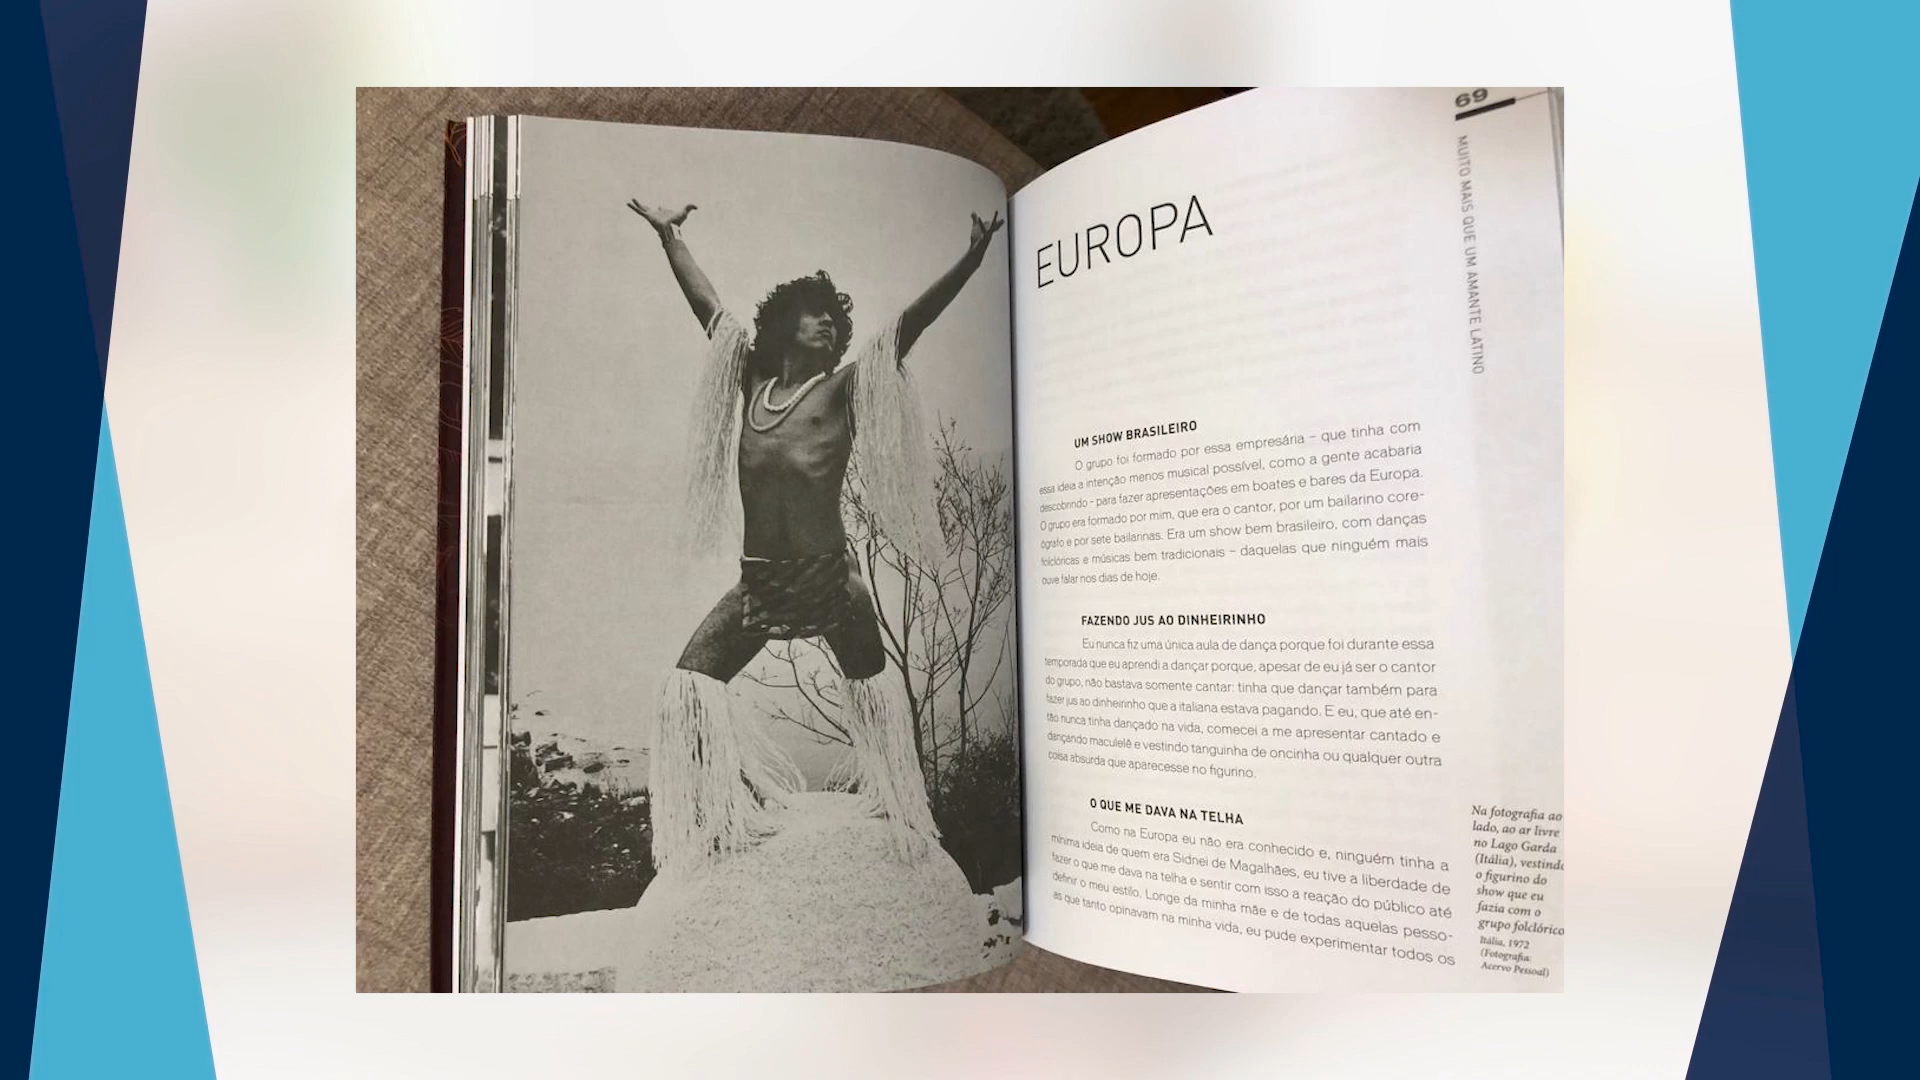 69
MUITO MAIS QUE UM AMANTE LATINO
EUROPA
UM SHOW BRASILEIRO
O grupo foi formado por essa empresária – que tinha com
essa ideia a intenção menos musical possível, como a gente acabaria
descobrindo – para fazer apresentações em boates e bares da Europa.
O grupo era formado por mim, que era o cantor, por um bailarino core-
ógrafo e por sete bailarinas. Era um show bem brasileiro, com danças
folclóricas e músicas bem tradicionais – daquelas que ninguém mais
ouve falar nos dias de hoje.
FAZENDO JUS AO DINHEIRINHO
Eu nunca fiz uma única aula de dança porque foi durante essa
temporada que eu aprendi a dançar porque, apesar de eu já ser o cantor
do grupo, não bastava somente cantar: tinha que dançar também para
fazer jus ao dinheirinho que a italiana estava pagando. E eu, que até en-
tão nunca tinha dançado na vida, comecei a me apresentar cantado e
dançando maculelê e vestindo tanguinha de oncinha ou qualquer outra
coisa absurda que aparecesse no figurino.
O QUE ME DAVA NA TELHA
Como na Europa eu não era conhecido e, ninguém tinha a
mínima ideia de quem era Sidnei de Magalhães, eu tive a liberdade de
fazer o que me dava na telha e sentir com isso a reação do público até
definir o meu estilo. Longe da minha mãe e de todas aquelas pesso-
as que tanto opinavam na minha vida, eu pude experimentar todos os
Na fotografia ao
lado, ao ar livre
no Lago Garda
(Itália), vestindo
o figurino do
show que eu
fazia com o
grupo folclórico
Itália, 1972
(Fotografia:
Acervo Pessoal)